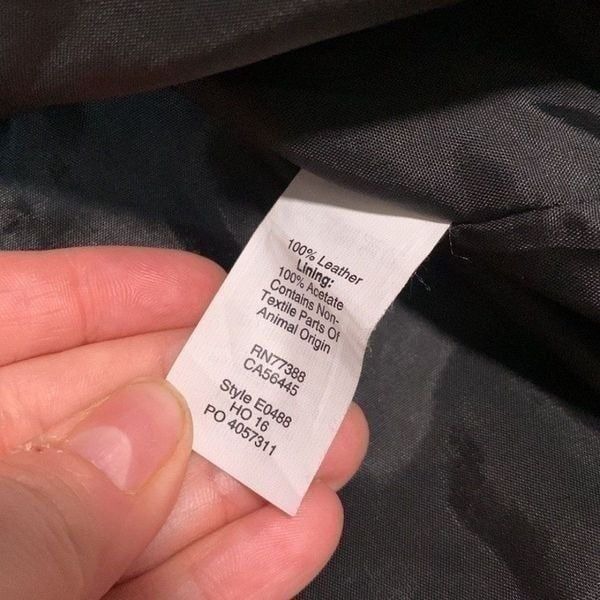 100% Leather
Lining:
100% Acetate
Contains Non-
Textile Parts Of
Animal Origin
RN77388
CA56445
Style E0488
HO 16
PO 4057311